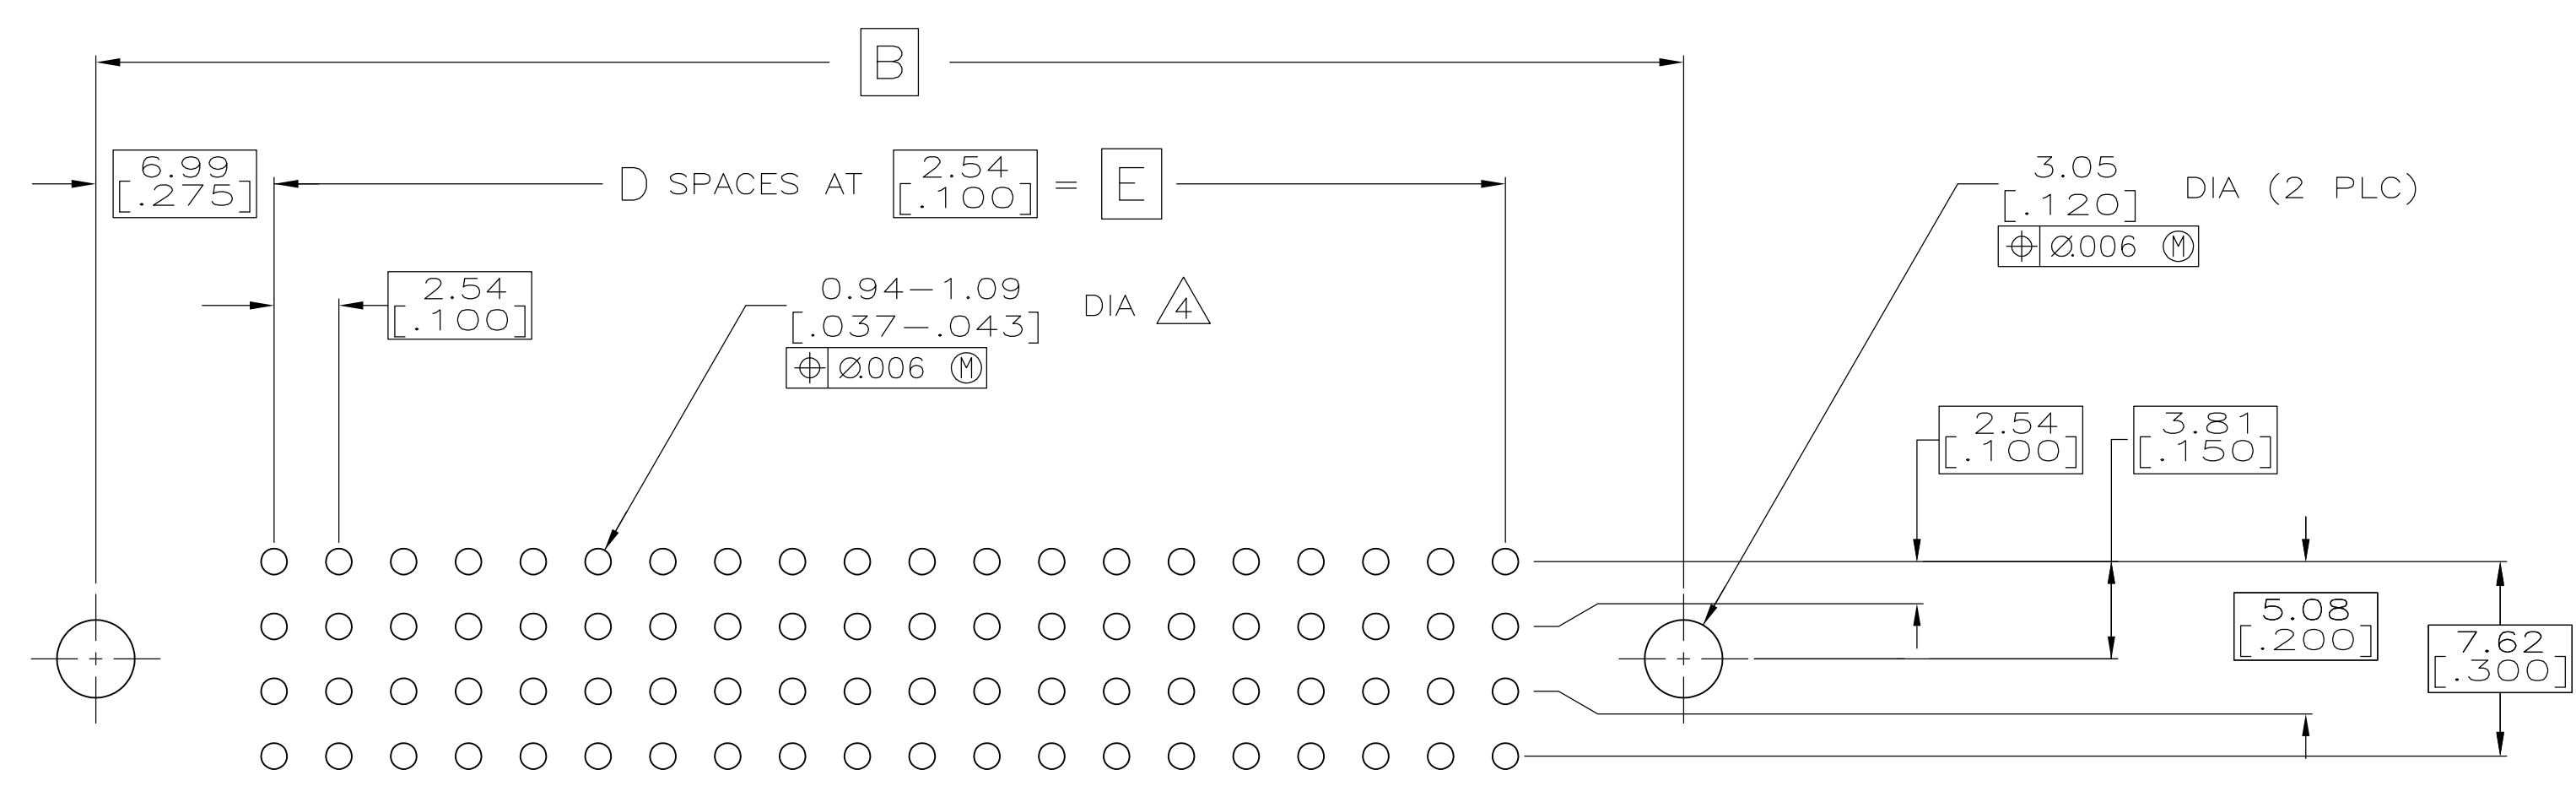 B
6.99
[.275]
D SPACES AT 2.54 [.100] = E
3.05
[.120]
DIA (2 PLC)
⌖ Ø.006 Ⓜ
2.54
[.100]
0.94-1.09
[.037-.043]
DIA 4
⌖ Ø.006 Ⓜ
2.54
[.100]
3.81
[.150]
5.08
[.200]
7.62
[.300]